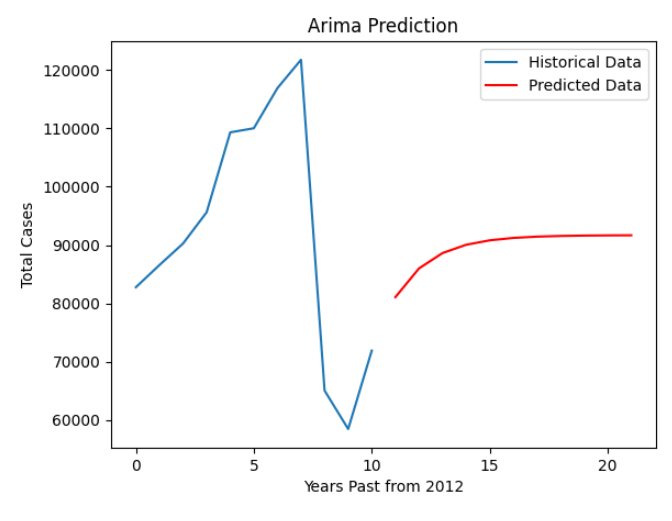 Arima Prediction
Historical Data
Predicted Data
120000
110000
100000
90000
80000
70000
60000
Total Cases
0 5 10 15 20
Years Past from 2012